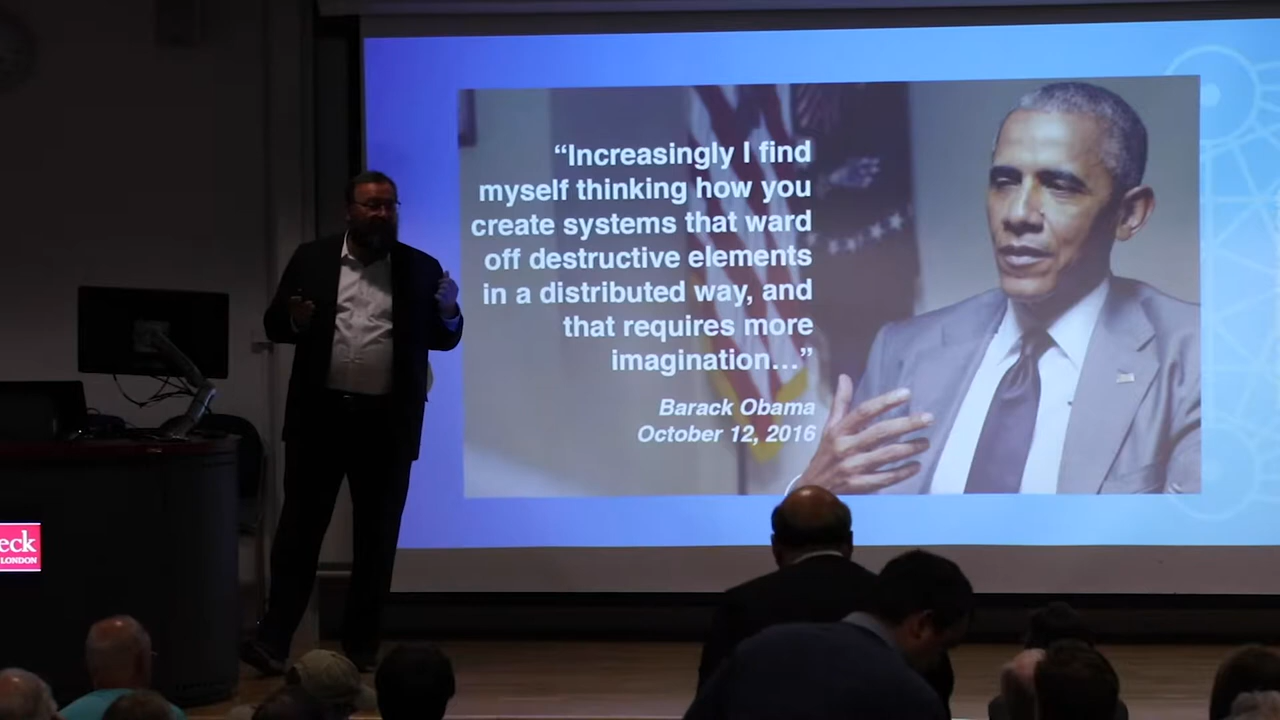 “Increasingly I find
myself thinking how you
create systems that ward
off destructive elements
in a distributed way, and
that requires more
imagination...”
Barack Obama
October 12, 2016
eck
LONDON